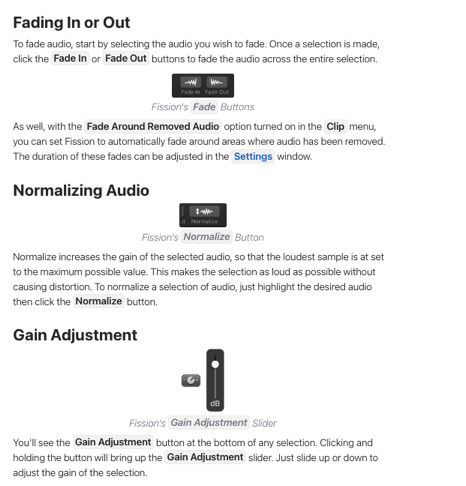 Fading In or Out
To fade audio, start by selecting the audio you wish to fade. Once a selection is made,
click the Fade In or Fade Out buttons to fade the audio across the entire selection.
Fade In Fade Out
Fission's Fade Buttons
As well, with the Fade Around Removed Audio option turned on in the Clip menu,
you can set Fission to automatically fade around areas where audio has been removed.
The duration of these fades can be adjusted in the Settings window.
Normalizing Audio
Normalize
Fission's Normalize Button
Normalize increases the gain of the selected audio, so that the loudest sample is at set
to the maximum possible value. This makes the selection as loud as possible without
causing distortion. To normalize a selection of audio, just highlight the desired audio
then click the Normalize button.
Gain Adjustment
dB
Fission's Gain Adjustment Slider
You'll see the Gain Adjustment button at the bottom of any selection. Clicking and
holding the button will bring up the Gain Adjustment slider. Just slide up or down to
adjust the gain of the selection.